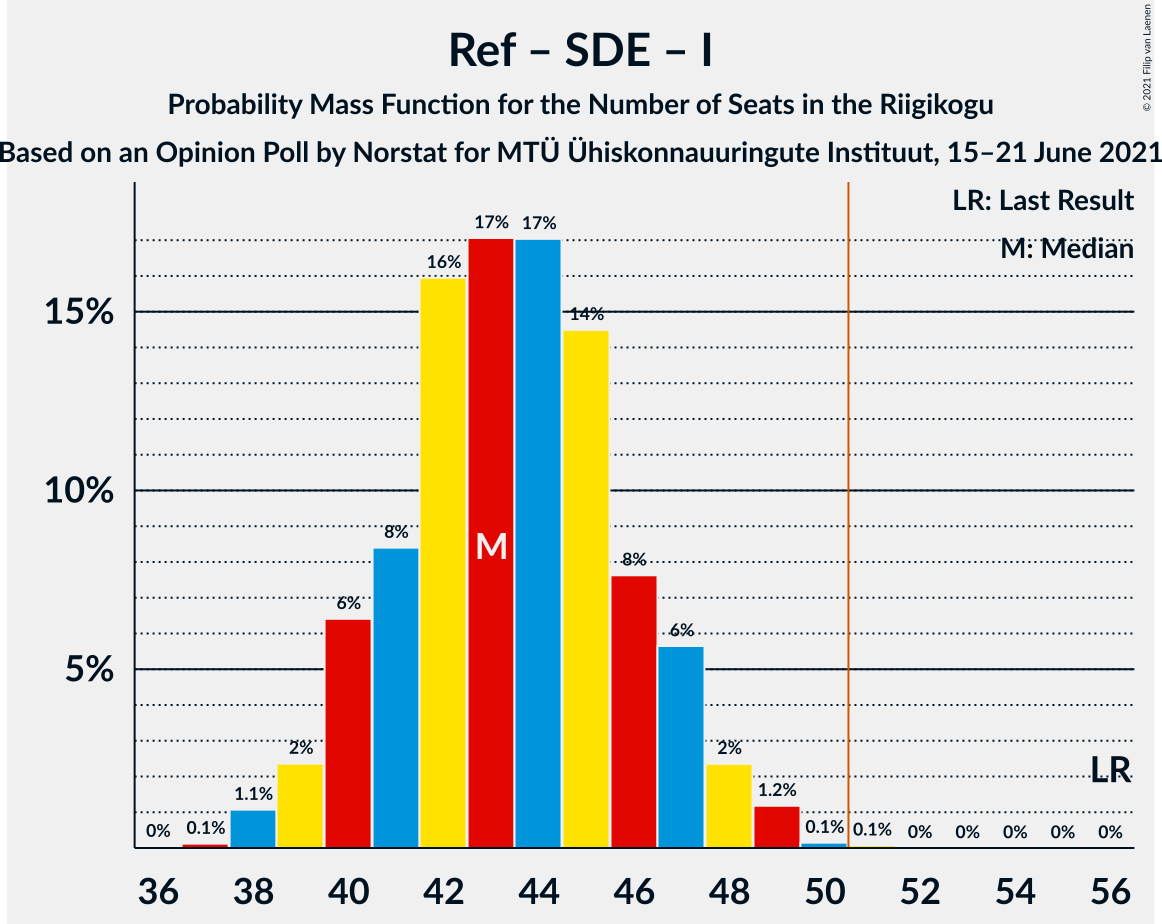 Ref – SDE – I
Probability Mass Function for the Number of Seats in the Riigikogu
Based on an Opinion Poll by Norstat for MTÜ Ühiskonnauuringute Instituut, 15–21 June 2021
© 2021 Filip van Laenen
LR: Last Result
M: Median
17% 17%
16%
15%
14%
10%
8%
M
8%
6%
6%
5%
2% 2%
LR
1.1% 1.2%
0% 0.1% 0.1% 0.1% 0% 0% 0% 0% 0%
36 38 40 42 44 46 48 50 52 54 56